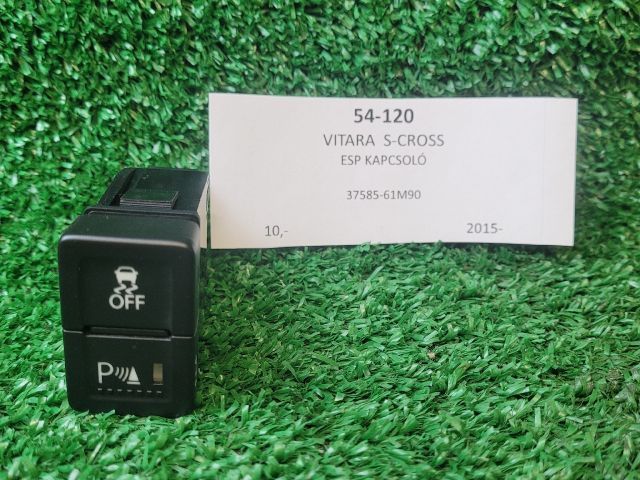 54-120
VITARA S-CROSS
ESP KAPCSOLÓ
37585-61M90
10,- 2015-
OFF
P